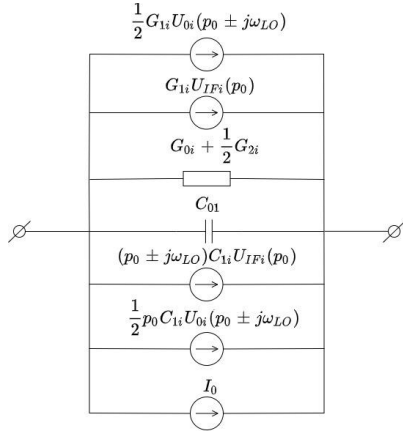 $\frac{1}{2}G_{1i}U_{0i}(p_0 \pm j\omega_{LO})$
$G_{1i}U_{IFi}(p_0)$
$G_{0i} + \frac{1}{2}G_{2i}$
$C_{01}$
$(p_0 \pm j\omega_{LO})C_{1i}U_{IFi}(p_0)$
$\frac{1}{2}p_0C_{1i}U_{0i}(p_0 \pm j\omega_{LO})$
$I_0$